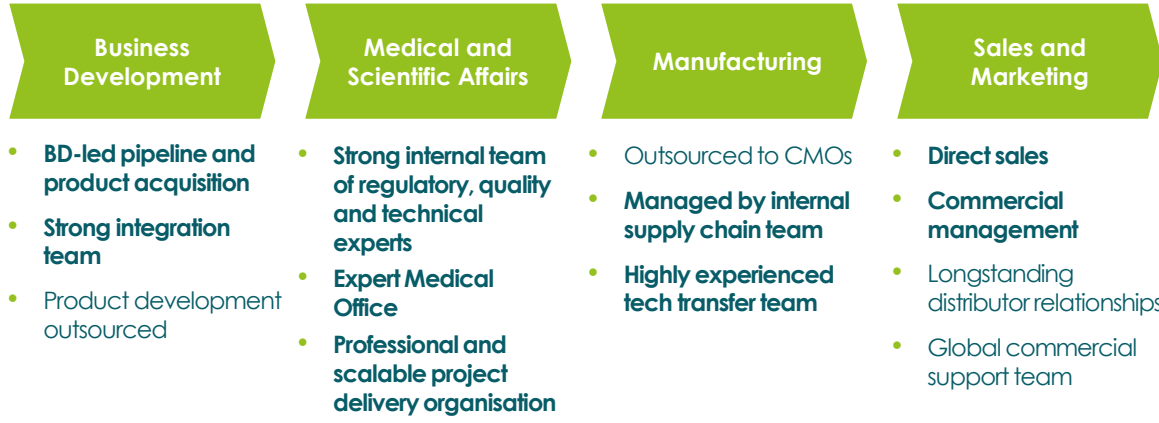 Business
Development
• BD-led pipeline and
product acquisition
• Strong integration
team
• Product development
outsourced
Medical and
Scientific Affairs
• Strong internal team
of regulatory, quality
and technical
experts
• Expert Medical
Office
• Professional and
scalable project
delivery organisation
Manufacturing
• Outsourced to CMOs
• Managed by internal
supply chain team
• Highly experienced
tech transfer team
Sales and
Marketing
• Direct sales
• Commercial
management
• Longstanding
distributor relationships
• Global commercial
support team